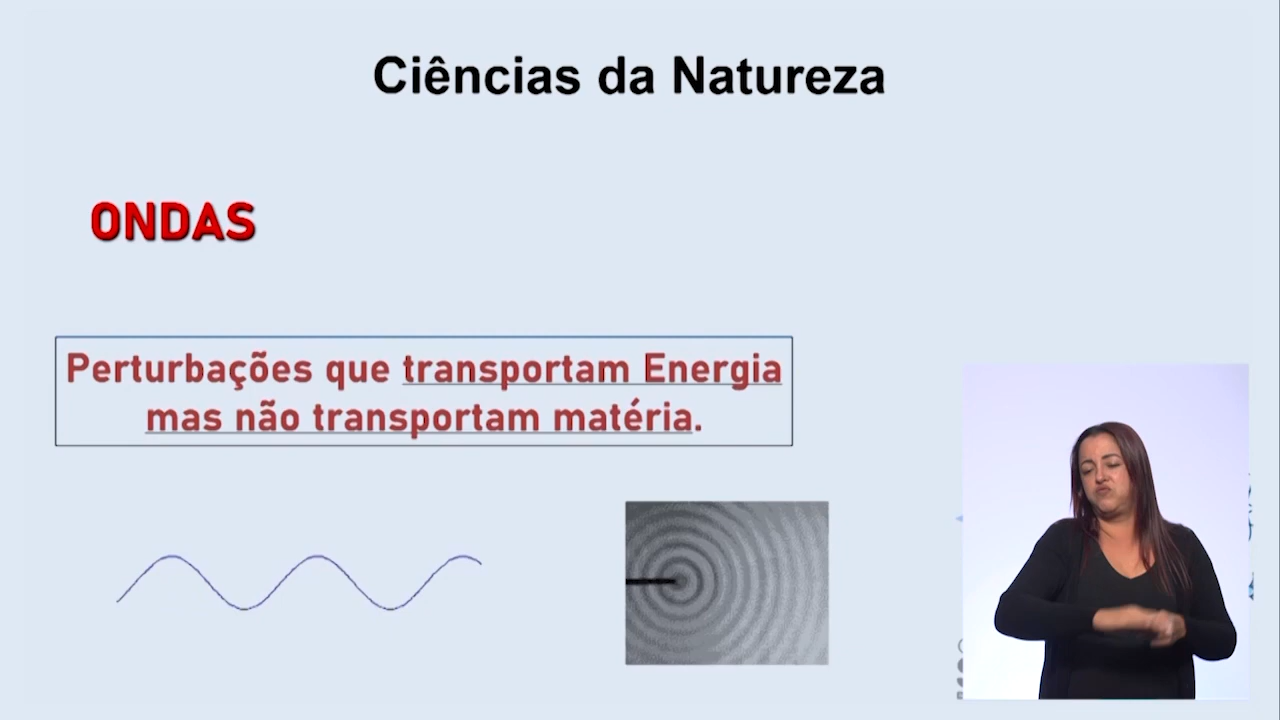 Ciências da Natureza
ONDAS
Perturbações que transportam Energia
mas não transportam matéria.